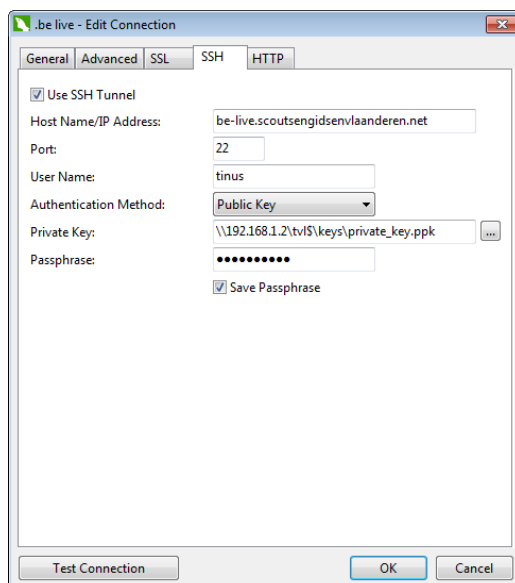 .be live - Edit Connection
General Advanced SSL SSH HTTP
Use SSH Tunnel
Host Name/IP Address: be-live.scoutsengidsenvlaanderen.net
Port: 22
User Name: tinus
Authentication Method: Public Key
Private Key: \\192.168.1.2\tvl$\keys\private_key.ppk ...
Passphrase: ●●●●●●●●●●
Save Passphrase
Test Connection OK Cancel